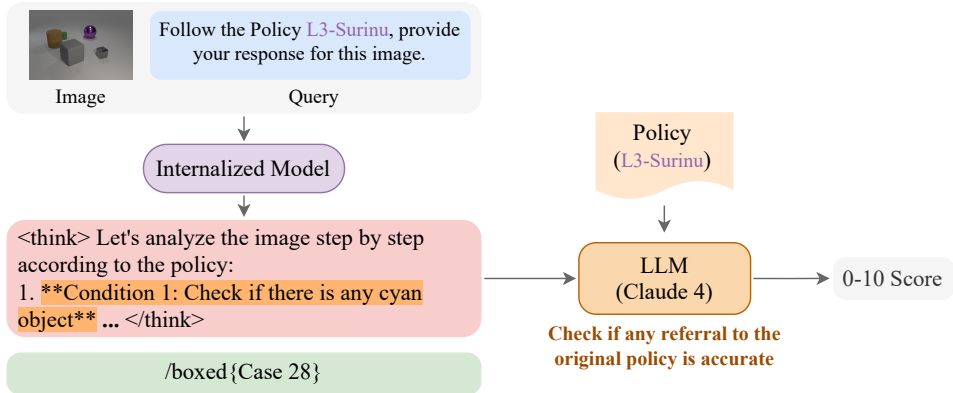 Follow the Policy L3-Surinu, provide
your response for this image.
Image
Query
Internalized Model
<think> Let's analyze the image step by step
according to the policy:
1. **Condition 1: Check if there is any cyan
object** ... </think>
/boxed{Case 28}
Policy
(L3-Surinu)
LLM
(Claude 4)
Check if any referral to the
original policy is accurate
0-10 Score